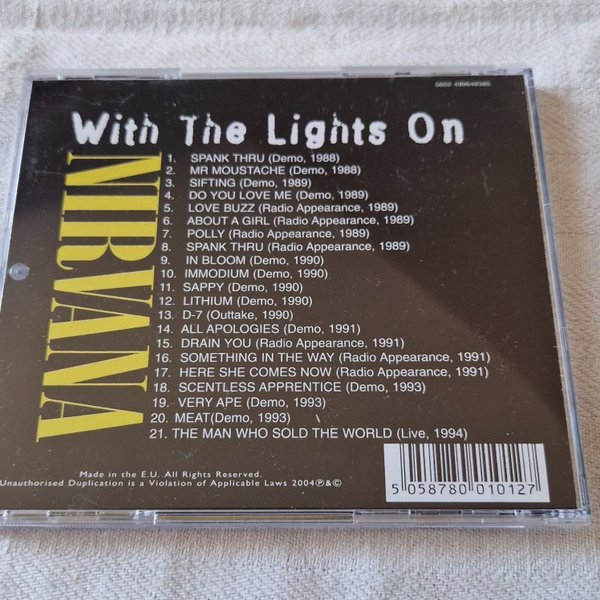 0602 498648385
With The Lights On
NIRVANA
1. SPANK THRU (Demo, 1988)
2. MR MOUSTACHE (Demo, 1988)
3. SIFTING (Demo, 1989)
4. DO YOU LOVE ME (Demo, 1989)
5. LOVE BUZZ (Radio Appearance, 1989)
6. ABOUT A GIRL (Radio Appearance, 1989)
7. POLLY (Radio Appearance, 1989)
8. SPANK THRU (Radio Appearance, 1989)
9. IN BLOOM (Demo, 1990)
10. IMMODIUM (Demo, 1990)
11. SAPPY (Demo, 1990)
12. LITHIUM (Demo, 1990)
13. D-7 (Outtake, 1990)
14. ALL APOLOGIES (Demo, 1991)
15. DRAIN YOU (Radio Appearance, 1991)
16. SOMETHING IN THE WAY (Radio Appearance, 1991)
17. HERE SHE COMES NOW (Radio Appearance, 1991)
18. SCENTLESS APPRENTICE (Demo, 1993)
19. VERY APE (Demo, 1993)
20. MEAT(Demo, 1993)
21. THE MAN WHO SOLD THE WORLD (Live, 1994)
Made in the E.U. All Rights Reserved.
Unauthorised Duplication is a Violation of Applicable Laws 2004℗&©
5 058780 010127